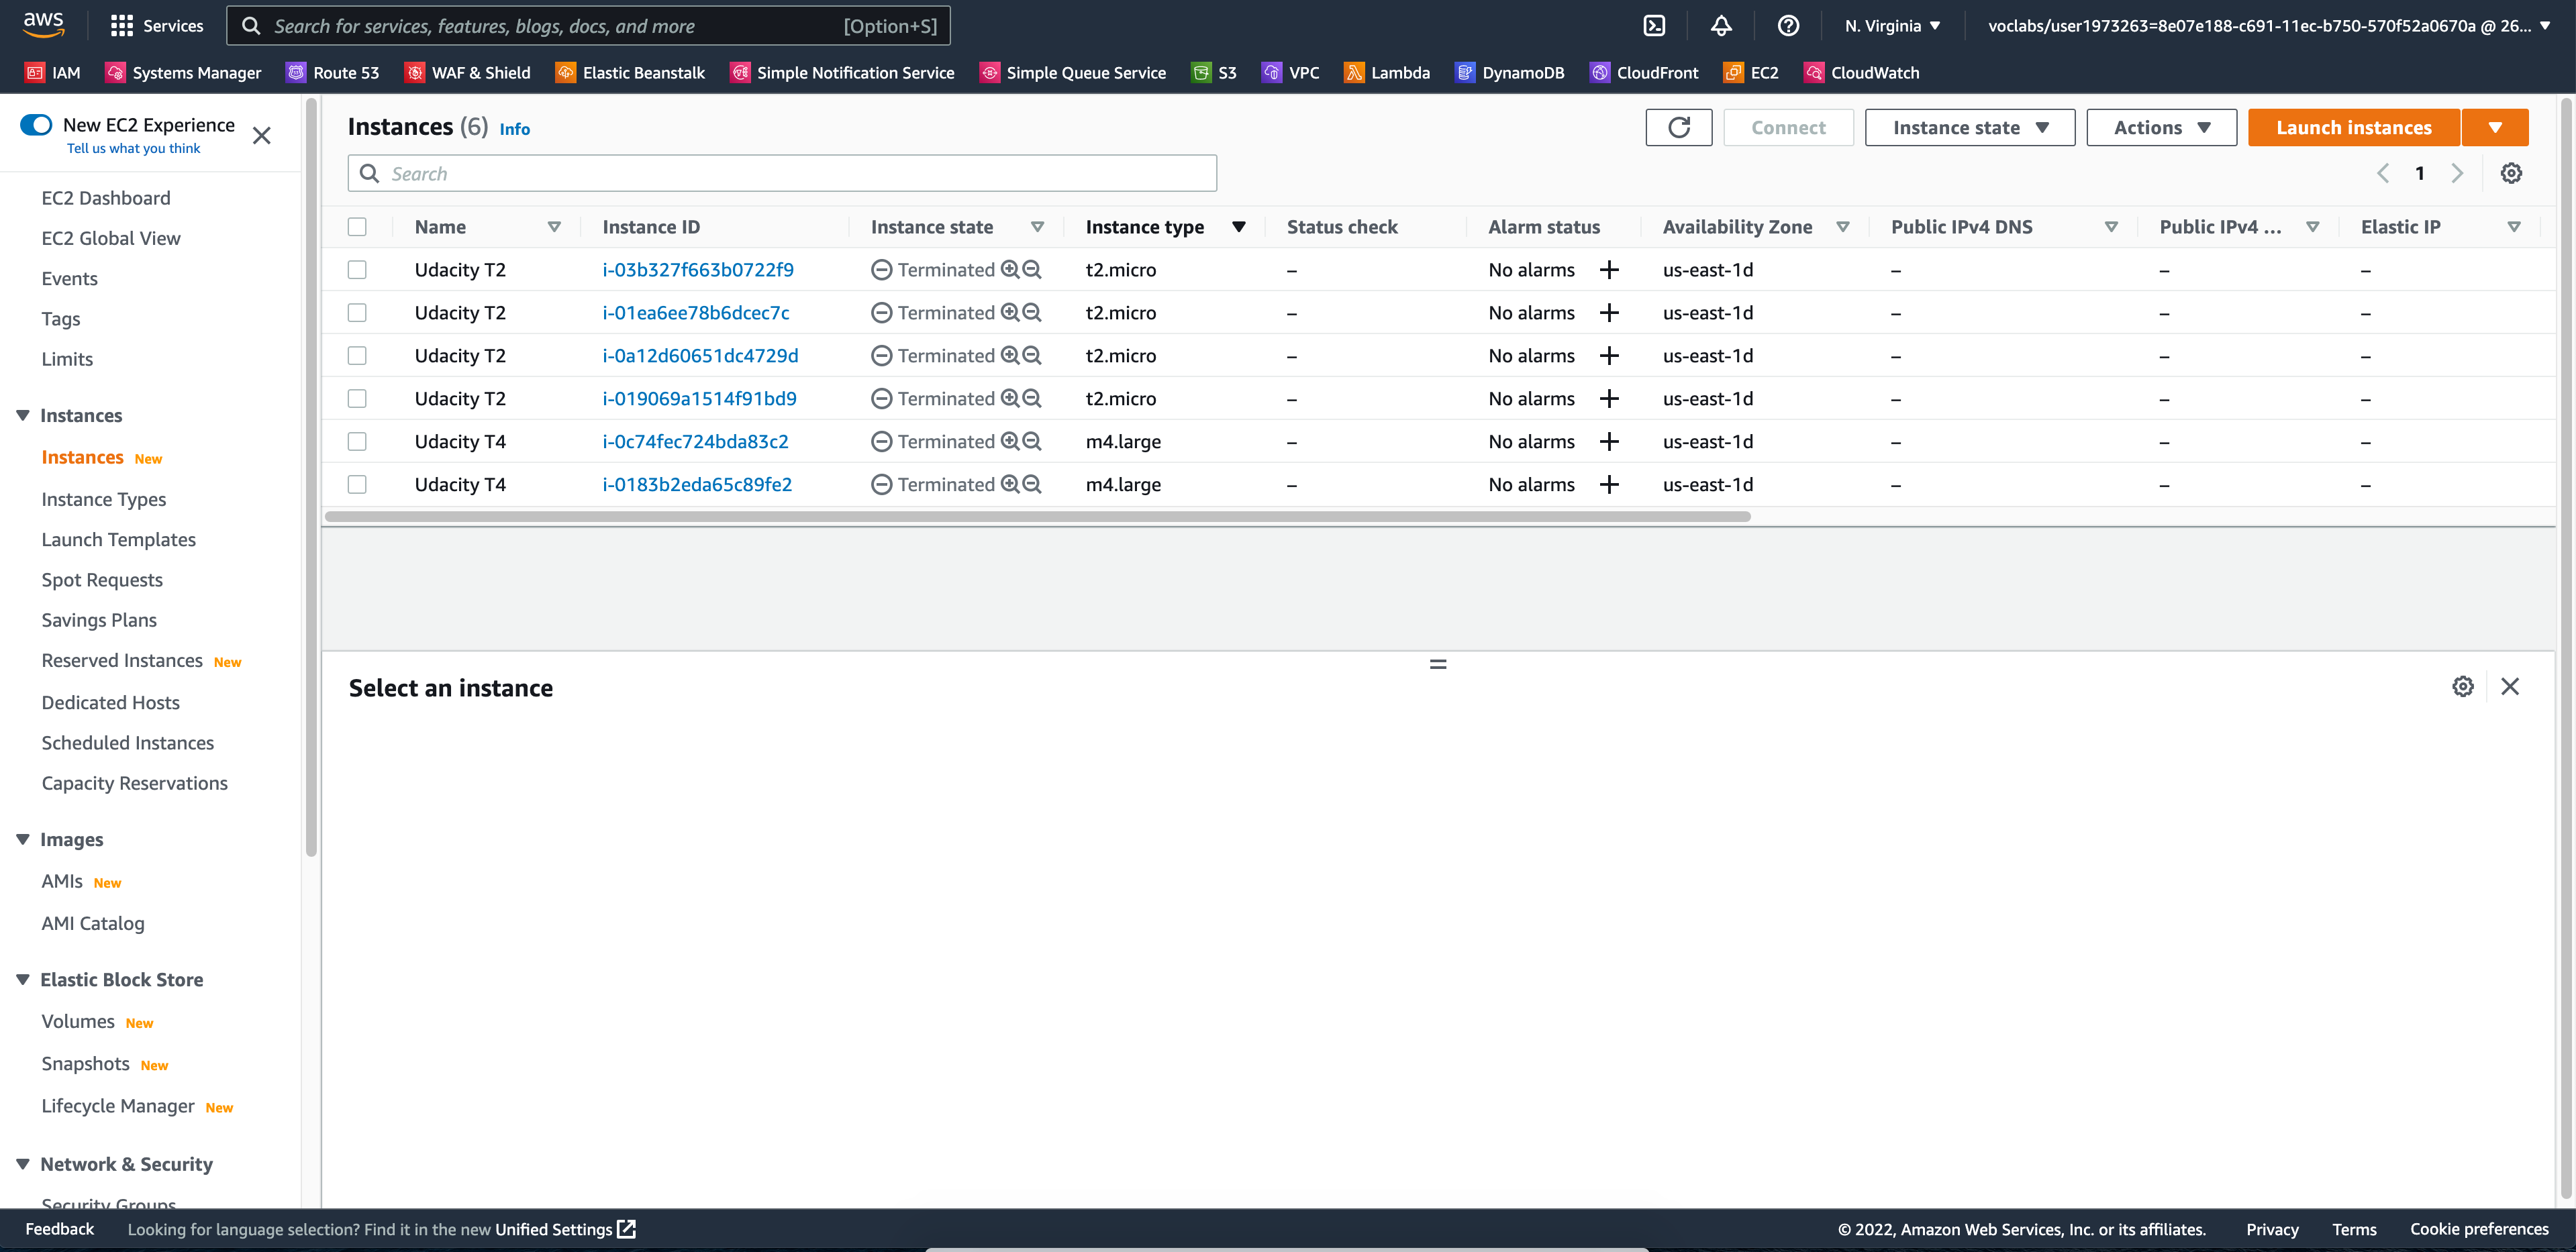 aws
Services
Search for services, features, blogs, docs, and more [Option+S]
N. Virginia
voclabs/user1973263=8e07e188-c691-11ec-b750-570f52a0670a @ 26...
IAM Systems Manager Route 53 WAF & Shield Elastic Beanstalk Simple Notification Service Simple Queue Service S3 VPC Lambda DynamoDB CloudFront EC2 CloudWatch
New EC2 Experience
Tell us what you think
EC2 Dashboard
EC2 Global View
Events
Tags
Limits
Instances
Instances New
Instance Types
Launch Templates
Spot Requests
Savings Plans
Reserved Instances New
Dedicated Hosts
Scheduled Instances
Capacity Reservations
Images
AMIs New
AMI Catalog
Elastic Block Store
Volumes New
Snapshots New
Lifecycle Manager New
Network & Security
Security Groups
Instances (6) Info
Connect
Instance state
Actions
Launch instances
Search
1
Name Instance ID Instance state Instance type Status check Alarm status Availability Zone Public IPv4 DNS Public IPv4 ... Elastic IP
Udacity T2 i-03b327f663b0722f9 Terminated t2.micro – No alarms + us-east-1d – – –
Udacity T2 i-01ea6ee78b6dcec7c Terminated t2.micro – No alarms + us-east-1d – – –
Udacity T2 i-0a12d60651dc4729d Terminated t2.micro – No alarms + us-east-1d – – –
Udacity T2 i-019069a1514f91bd9 Terminated t2.micro – No alarms + us-east-1d – – –
Udacity T4 i-0c74fec724bda83c2 Terminated m4.large – No alarms + us-east-1d – – –
Udacity T4 i-0183b2eda65c89fe2 Terminated m4.large – No alarms + us-east-1d – – –
Select an instance
Feedback
Looking for language selection? Find it in the new Unified Settings
© 2022, Amazon Web Services, Inc. or its affiliates.
Privacy
Terms
Cookie preferences